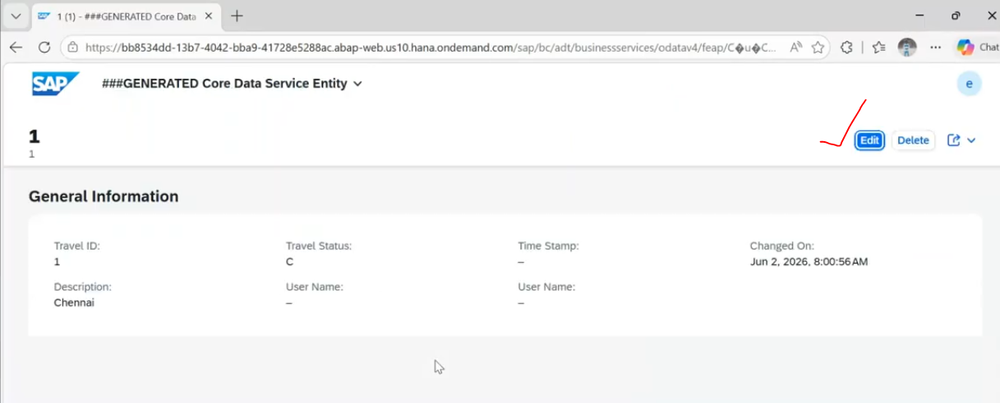 1 (1) - ###GENERATED Core Data
https://bb8534dd-13b7-4042-bba9-41728e5288ac.abap-web.us10.hana.ondemand.com/sap/bc/adt/businessservices/odatav4/feap/C�u�C...
Chat
SAP
###GENERATED Core Data Service Entity
e
1
1
Edit
Delete
General Information
Travel ID:
1
Travel Status:
C
Time Stamp:
–
Changed On:
Jun 2, 2026, 8:00:56 AM
Description:
Chennai
User Name:
–
User Name:
–